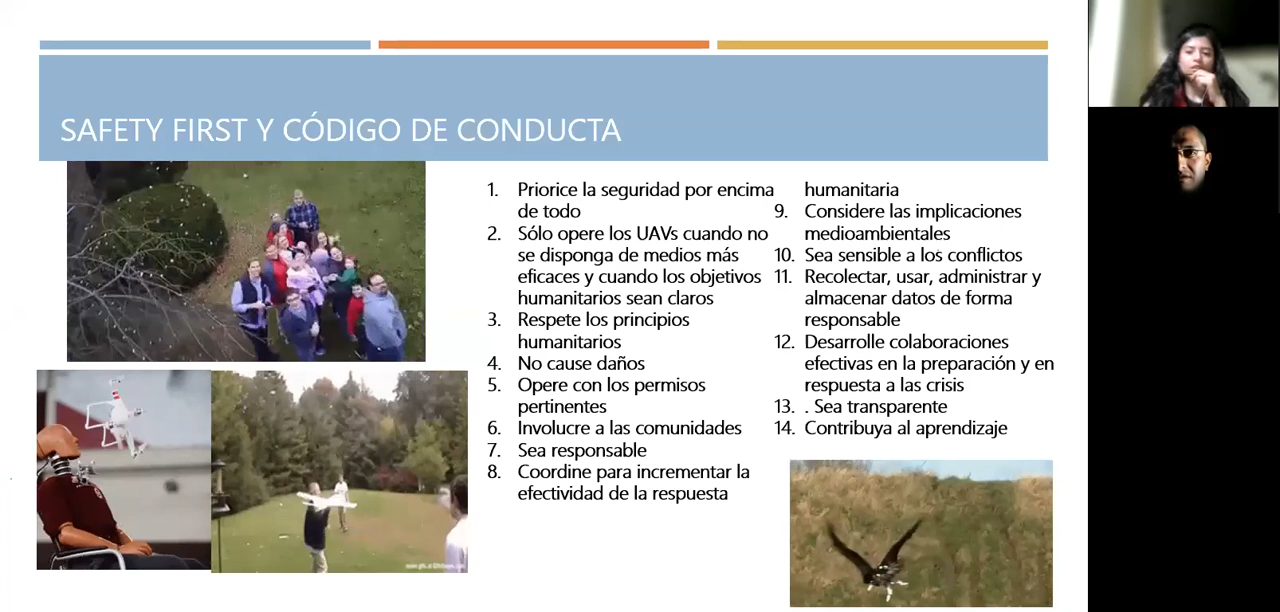 SAFETY FIRST Y CÓDIGO DE CONDUCTA
1. Priorice la seguridad por encima
de todo
2. Sólo opere los UAVs cuando no
se disponga de medios más
eficaces y cuando los objetivos
humanitarios sean claros
3. Respete los principios
humanitarios
4. No cause daños
5. Opere con los permisos
pertinentes
6. Involucre a las comunidades
7. Sea responsable
8. Coordine para incrementar la
efectividad de la respuesta
humanitaria
9. Considere las implicaciones
medioambientales
10. Sea sensible a los conflictos
11. Recolectar, usar, administrar y
almacenar datos de forma
responsable
12. Desarrolle colaboraciones
efectivas en la preparación y en
respuesta a las crisis
13. . Sea transparente
14. Contribuya al aprendizaje